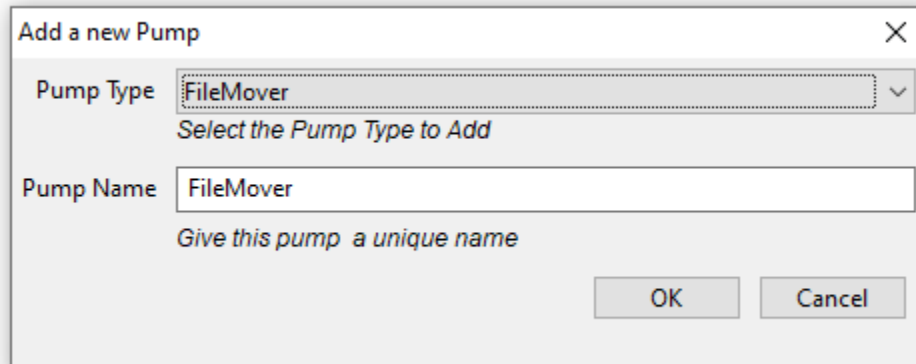 Add a new Pump
Pump Type FileMover
Select the Pump Type to Add
Pump Name FileMover
Give this pump  a unique name
OK Cancel